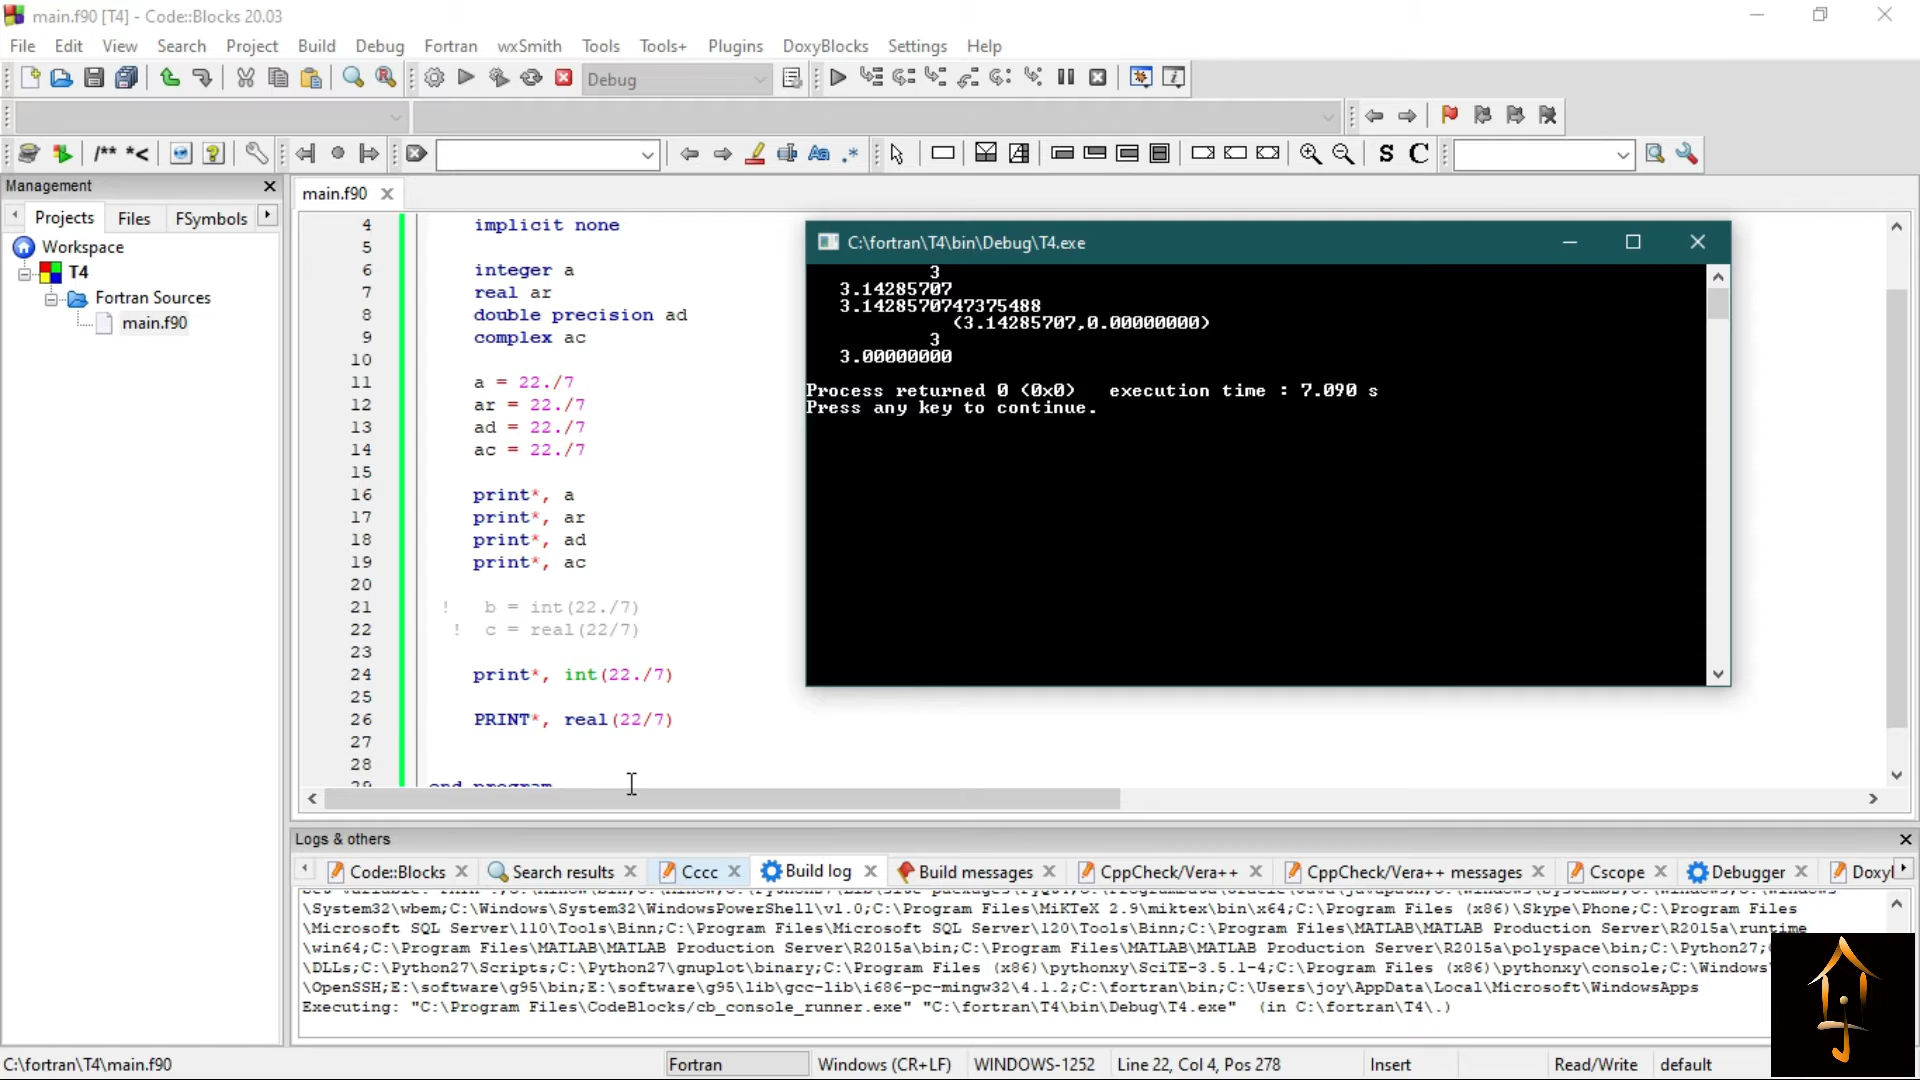 main.f90 [T4] - Code::Blocks 20.03
File Edit View Search Project Build Debug Fortran wxSmith Tools Tools+ Plugins DoxyBlocks Settings Help
Debug
/** *<
S C
Management
Projects Files FSymbols
Workspace
T4
Fortran Sources
main.f90
main.f90
4 implicit none
5
6 integer a
7 real ar
8 double precision ad
9 complex ac
10
11 a = 22./7
12 ar = 22./7
13 ad = 22./7
14 ac = 22./7
15
16 print*, a
17 print*, ar
18 print*, ad
19 print*, ac
20
21 ! b = int(22./7)
22 ! c = real(22/7)
23
24 print*, int(22./7)
25
26 PRINT*, real(22/7)
27
28
29 end program
C:\fortran\T4\bin\Debug\T4.exe
3
3.14285707
3.1428570747375488
(3.14285707,0.00000000)
3
3.00000000
Process returned 0 (0x0) execution time : 7.090 s
Press any key to continue.
Logs & others
Code::Blocks Search results Cccc Build log Build messages CppCheck/Vera++ CppCheck/Vera++ messages Cscope Debugger Doxyl
\System32\wbem;C:\Windows\System32\WindowsPowerShell\v1.0;C:\Program Files\MiKTeX 2.9\miktex\bin\x64;C:\Program Files (x86)\Skype\Phone;C:\Program Files
\Microsoft SQL Server\110\Tools\Binn;C:\Program Files\Microsoft SQL Server\120\Tools\Binn;C:\Program Files\MATLAB\MATLAB Production Server\R2015a\runtime
\win64;C:\Program Files\MATLAB\MATLAB Production Server\R2015a\bin;C:\Program Files\MATLAB\MATLAB Production Server\R2015a\polyspace\bin;C:\Python27;
\DLLs;C:\Python27\Scripts;C:\Python27\gnuplot\binary;C:\Program Files (x86)\pythonxy\SciTE-3.5.1-4;C:\Program Files (x86)\pythonxy\console;C:\Windows
\OpenSSH;E:\software\g95\bin;E:\software\g95\lib\gcc-lib\i686-pc-mingw32\4.1.2;C:\fortran\bin;C:\Users\joy\AppData\Local\Microsoft\WindowsApps
Executing: "C:\Program Files\CodeBlocks/cb_console_runner.exe" "C:\fortran\T4\bin\Debug\T4.exe" (in C:\fortran\T4\.)
C:\fortran\T4\main.f90 Fortran Windows (CR+LF) WINDOWS-1252 Line 22, Col 4, Pos 278 Insert Read/Write default